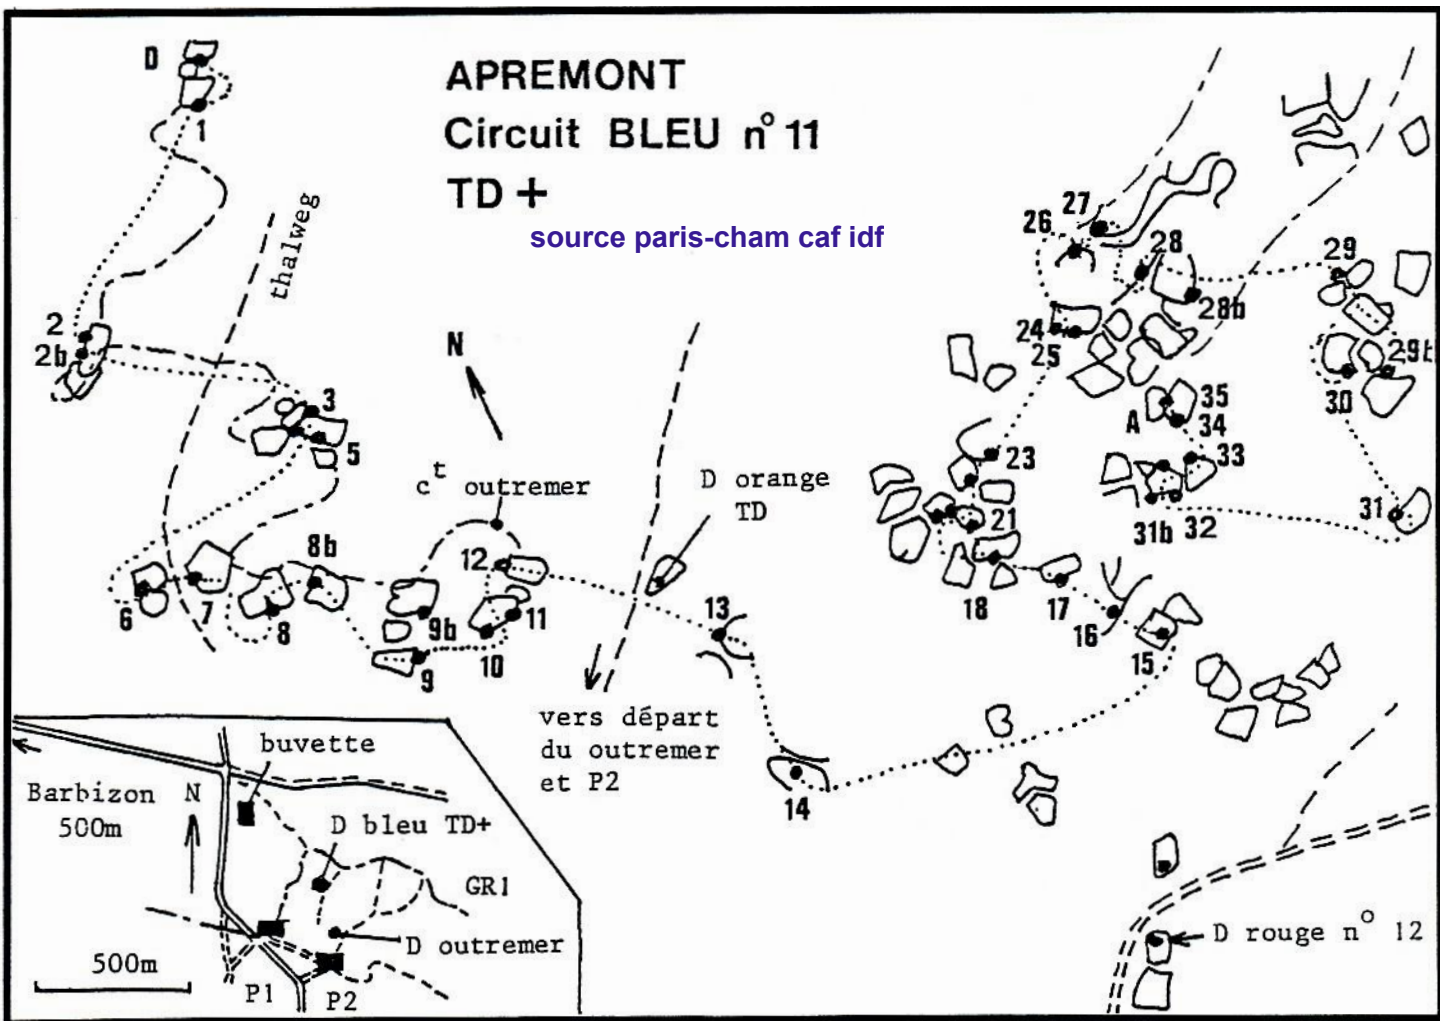 APREMONT
Circuit BLEU n° 11
TD +
source paris-cham caf idf
D
1
thalweg
2
2b
3
5
N
c^t outremer
D orange
TD
6
7
8
8b
9
9b
10
11
12
13
14
15
16
17
18
21
23
24
25
26
27
28
28b
29
29b
30
31
31b
32
33
34
35
A
vers départ
du outremer
et P2
D rouge n° 12
buvette
Barbizon
500m
N
D bleu TD+
GR1
D outremer
500m
P1
P2